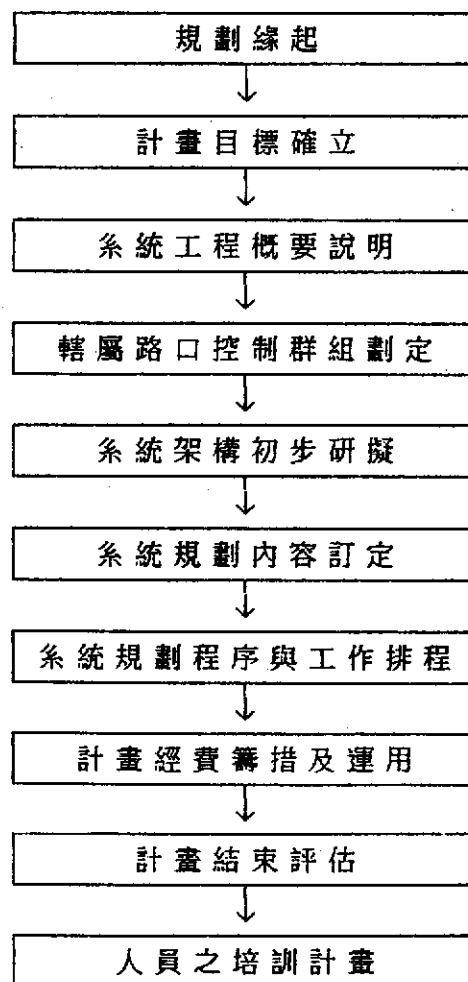 規劃緣起
計畫目標確立
系統工程概要說明
轄屬路口控制群組劃定
系統架構初步研擬
系統規劃內容訂定
系統規劃程序與工作排程
計畫經費籌措及運用
計畫結束評估
人員之培訓計畫